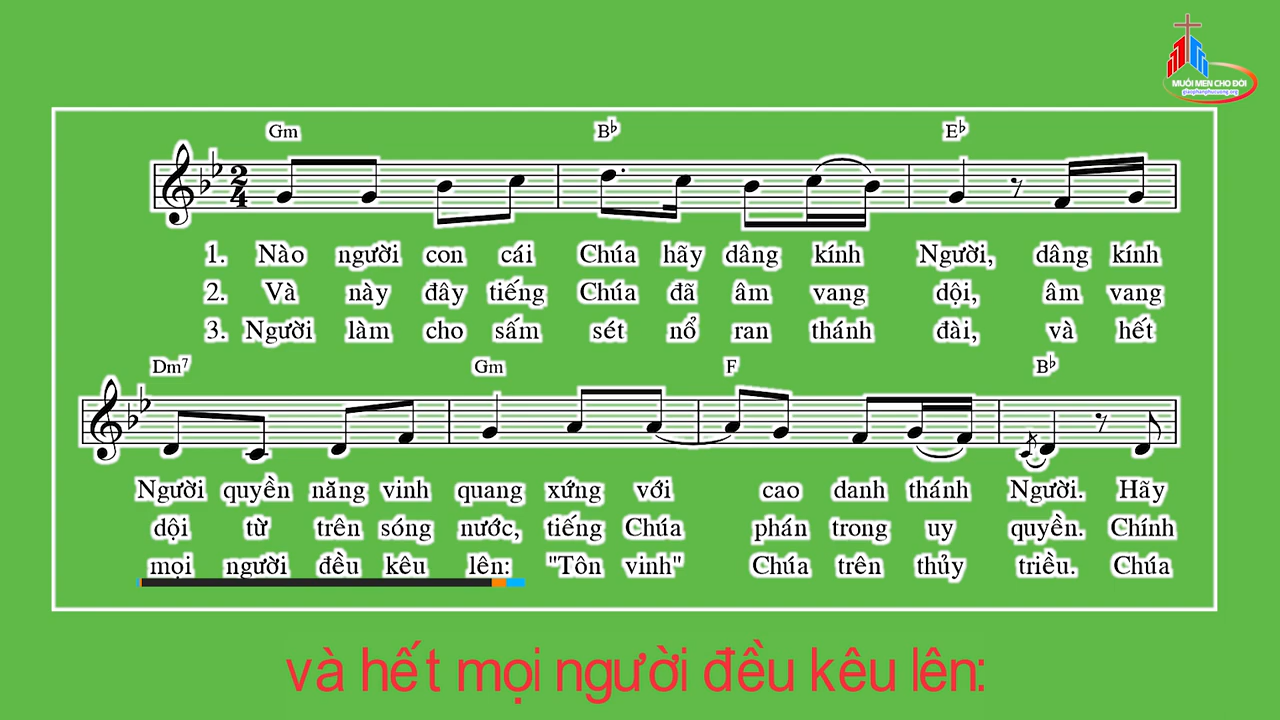 MUỐI MEN CHO ĐỜI
giaophanphucuong.org
Gm B♭ E♭
2
4
1. Nào người con cái Chúa hãy dâng kính Người, dâng kính
2. Và này đây tiếng Chúa đã âm vang dội, âm vang
3. Người làm cho sấm sét nổ ran thánh đài, và hết
Dm7 Gm F B♭
Người quyền năng vinh quang xứng với cao danh thánh Người. Hãy
dội từ trên sóng nước, tiếng Chúa phán trong uy quyền. Chính
mọi người đều kêu lên: "Tôn vinh" Chúa trên thủy triều. Chúa
và hết mọi người đều kêu lên: